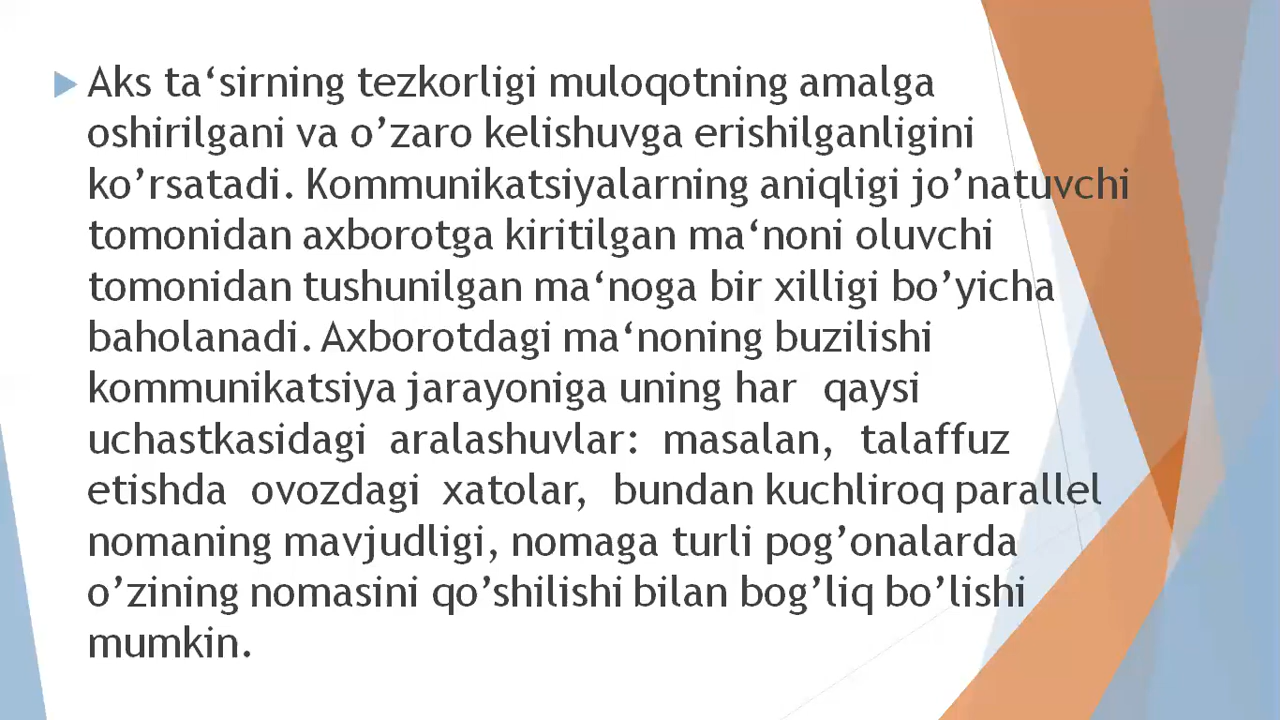 Aks ta‘sirning tezkorligi muloqotning amalga
oshirilgani va o’zaro kelishuvga erishilganligini
ko’rsatadi. Kommunikatsiyalarning aniqligi jo’natuvchi
tomonidan axborotga kiritilgan ma‘noni oluvchi
tomonidan tushunilgan ma‘noga bir xilligi bo’yicha
baholanadi. Axborotdagi ma‘noning buzilishi
kommunikatsiya jarayoniga uning har  qaysi
uchastkasidagi  aralashuvlar:  masalan,  talaffuz
etishda  ovozdagi  xatolar,  bundan kuchliroq parallel
nomaning mavjudligi, nomaga turli pog’onalarda
o’zining nomasini qo’shilishi bilan bog’liq bo’lishi
mumkin.